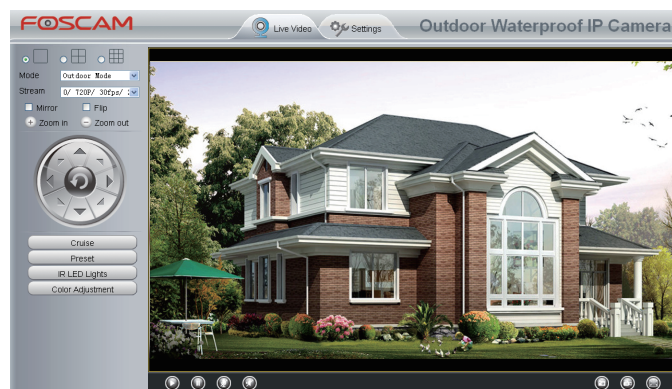 FOSCAM
Live Video
Settings
Outdoor Waterproof IP Camera
Mode
Outdoor Mode
Stream
0/ 720P/ 30fps/
Mirror
Flip
Zoom in
Zoom out
Cruise
Preset
IR LED Lights
Color Adjustment